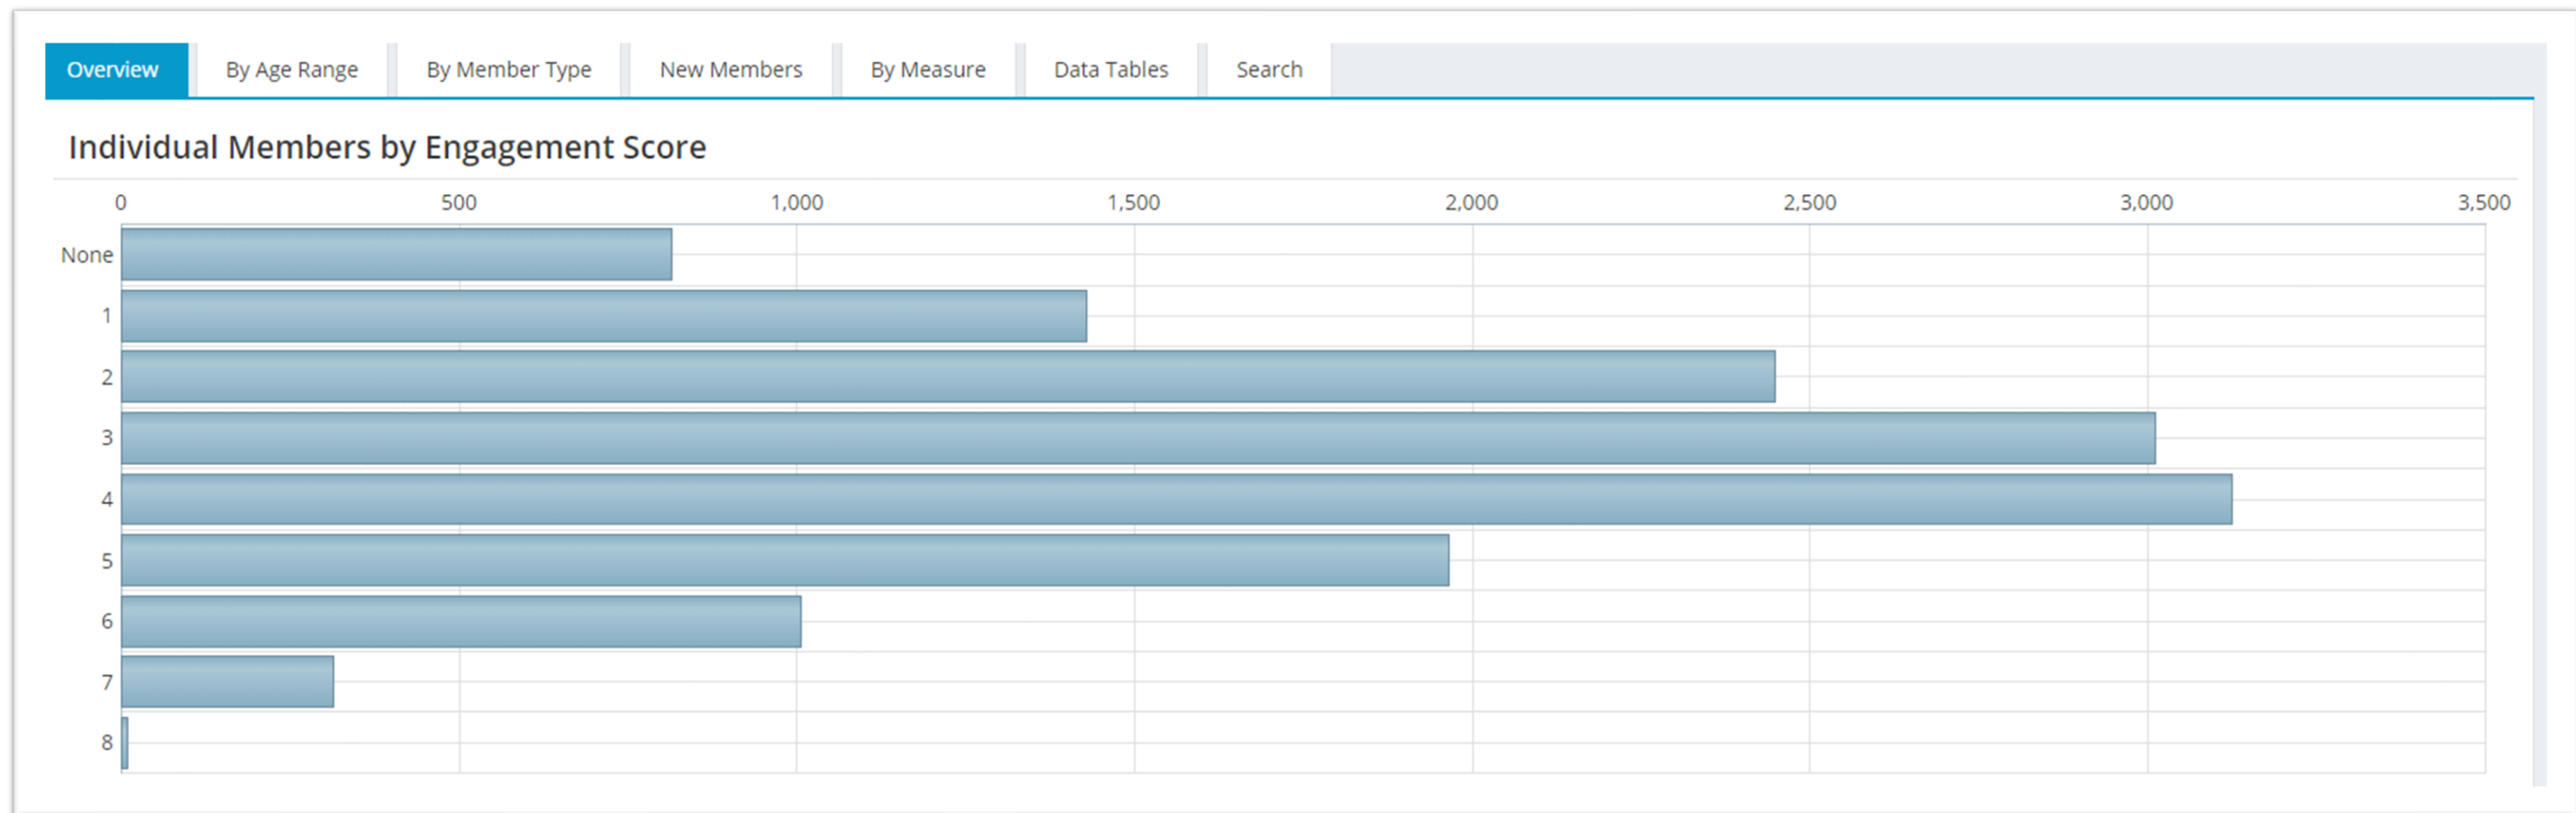 Overview By Age Range By Member Type New Members By Measure Data Tables Search
Individual Members by Engagement Score
0 500 1,000 1,500 2,000 2,500 3,000 3,500
None
1
2
3
4
5
6
7
8